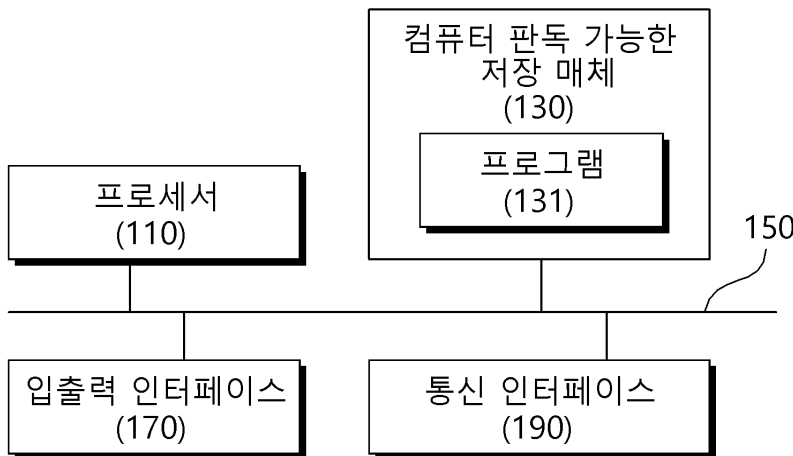 컴퓨터 판독 가능한
저장 매체
(130)
프로그램
(131)
프로세서
(110)
150
입출력 인터페이스
(170)
통신 인터페이스
(190)